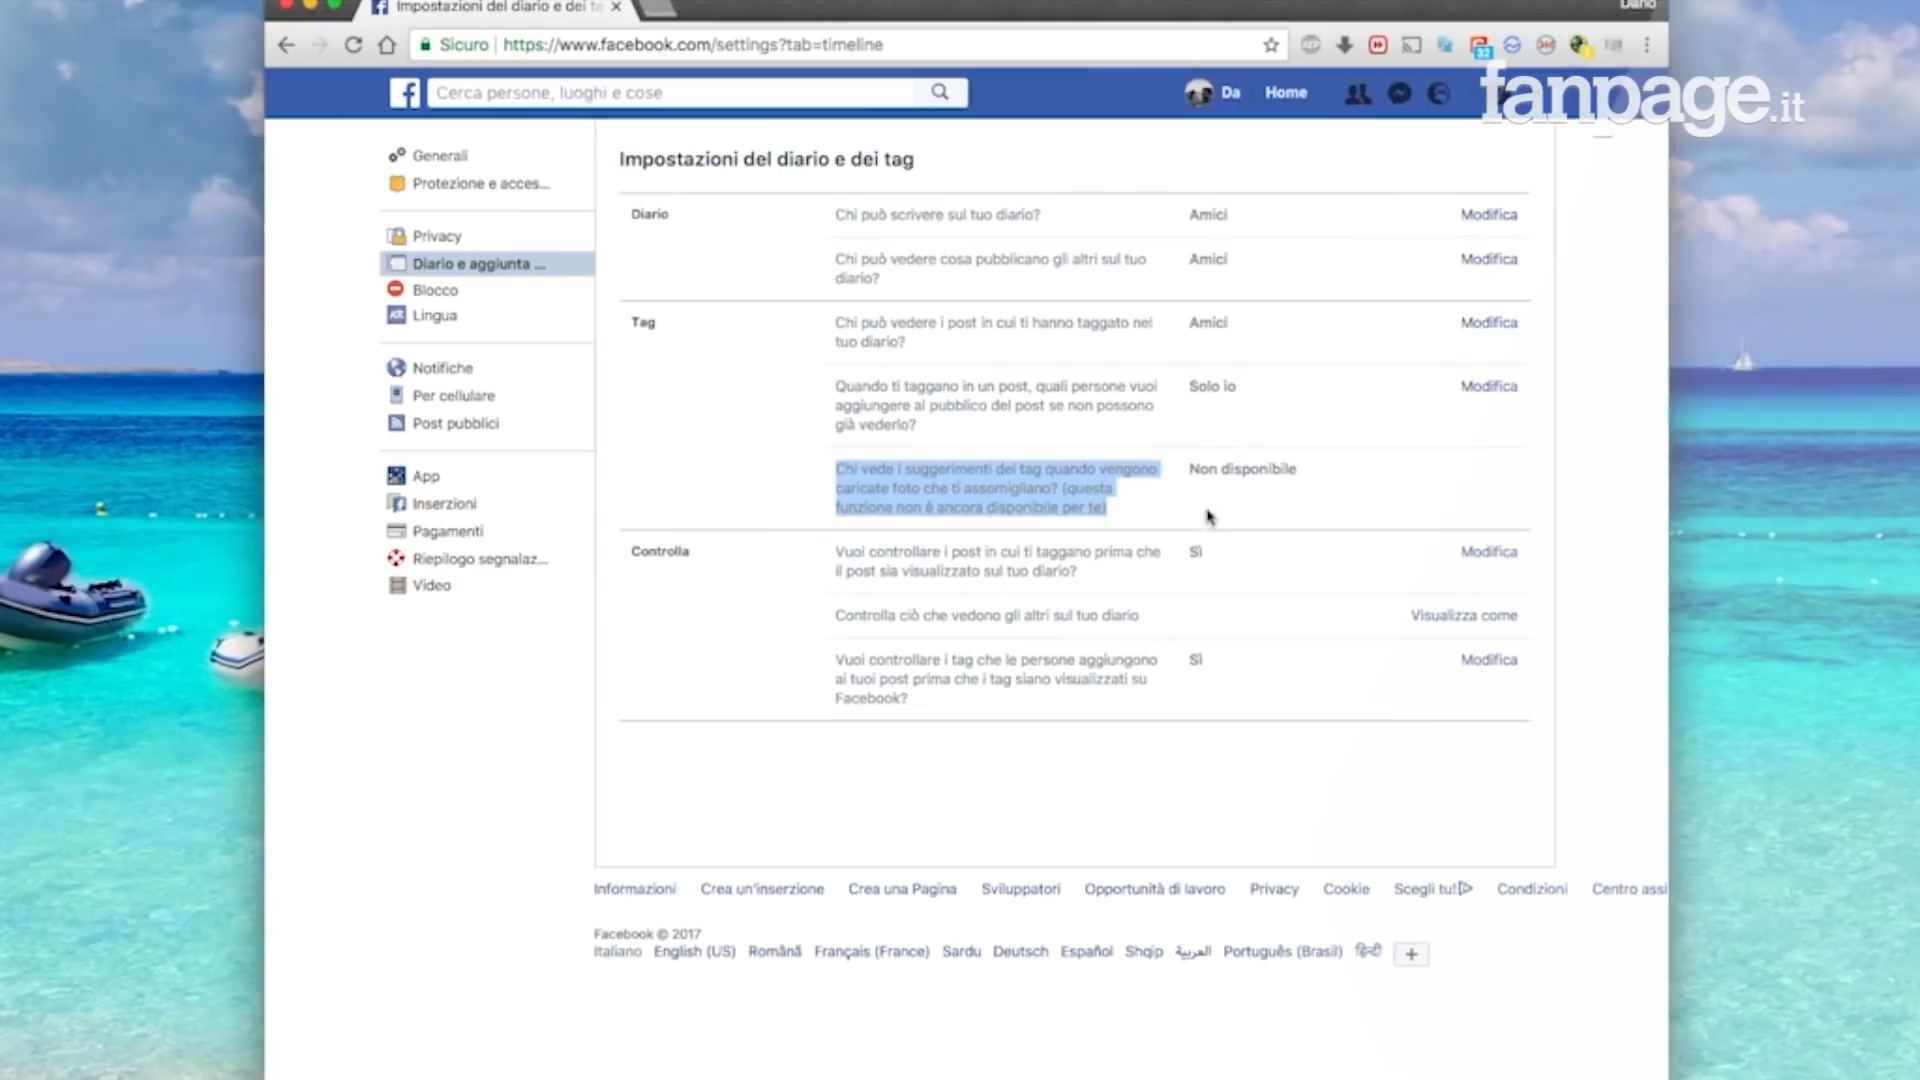 Impostazioni del diario e dei ta
Dario
Sicuro https://www.facebook.com/settings?tab=timeline
32
Cerca persone, luoghi e cose
Da
Home
fanpage.it
Generali
Protezione e acces...
Privacy
Diario e aggiunta ...
Blocco
Lingua
Notifiche
Per cellulare
Post pubblici
App
Inserzioni
Pagamenti
Riepilogo segnalaz...
Video
Impostazioni del diario e dei tag
Diario
Chi può scrivere sul tuo diario?
Amici
Modifica
Chi può vedere cosa pubblicano gli altri sul tuo
diario?
Amici
Modifica
Tag
Chi può vedere i post in cui ti hanno taggato nel
tuo diario?
Amici
Modifica
Quando ti taggano in un post, quali persone vuoi
aggiungere al pubblico del post se non possono
già vederlo?
Solo io
Modifica
Chi vede i suggerimenti dei tag quando vengono
caricate foto che ti assomigliano? (questa
funzione non è ancora disponibile per te)
Non disponibile
Controlla
Vuoi controllare i post in cui ti taggano prima che
il post sia visualizzato sul tuo diario?
Sì
Modifica
Controlla ciò che vedono gli altri sul tuo diario
Visualizza come
Vuoi controllare i tag che le persone aggiungono
ai tuoi post prima che i tag siano visualizzati su
Facebook?
Sì
Modifica
Informazioni Crea un'inserzione Crea una Pagina Sviluppatori Opportunità di lavoro Privacy Cookie Scegli tu! Condizioni Centro assi
Facebook © 2017
Italiano English (US) Română Français (France) Sardu Deutsch Español Shqip العربية Português (Brasil) हिन्दी +